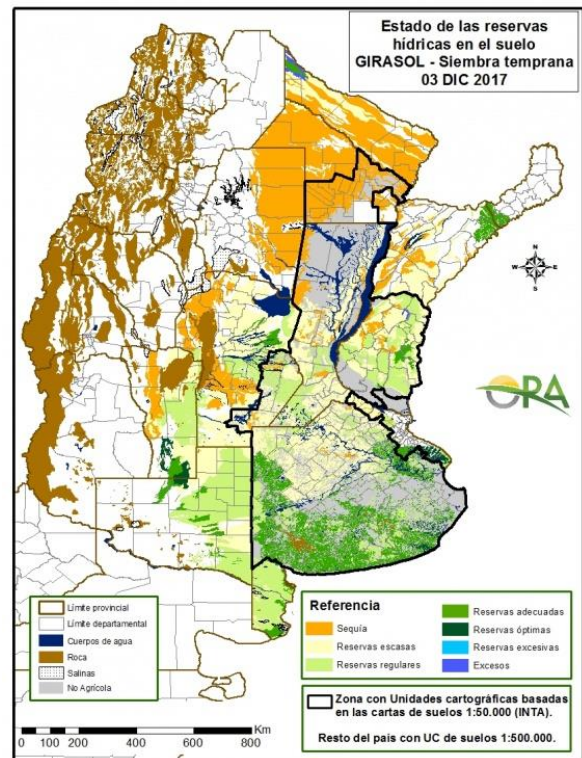 Estado de las reservas
hídricas en el suelo
GIRASOL - Siembra temprana
03 DIC 2017
N
W E
S
ORA
Límite provincial
Límite departamental
Cuerpos de agua
Roca
Salinas
No Agrícola
Referencia
Sequía
Reservas escasas
Reservas regulares
Reservas adecuadas
Reservas óptimas
Reservas excesivas
Excesos
Zona con Unidades cartográficas basadas
en las cartas de suelos 1:50.000 (INTA).
Resto del país con UC de suelos 1:500.000.
Km
0 100 200 400 600 800